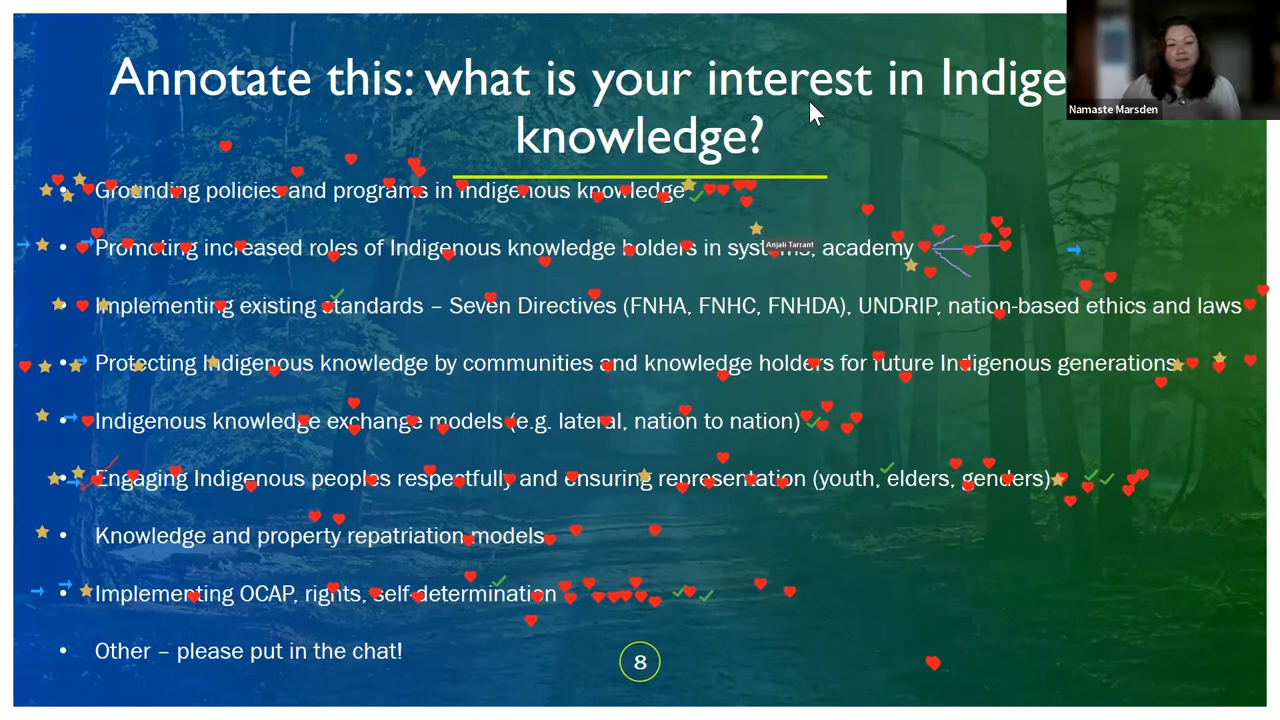 Annotate this: what is your interest in Indige
knowledge?
Namaste Marsden
• Grounding policies and programs in Indigenous knowledge
• Promoting increased roles of Indigenous knowledge holders in systems, academy
Anjali Tarrant
• Implementing existing standards – Seven Directives (FNHA, FNHC, FNHDA), UNDRIP, nation-based ethics and laws
• Protecting Indigenous knowledge by communities and knowledge holders for future Indigenous generations
• Indigenous knowledge exchange models (e.g. lateral, nation to nation)
• Engaging Indigenous peoples respectfully and ensuring representation (youth, elders, genders)
• Knowledge and property repatriation models
• Implementing OCAP, rights, self-determination
• Other – please put in the chat!
8